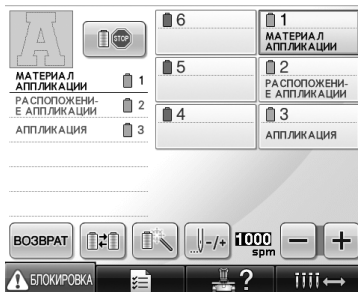 STOP
МАТЕРИАЛ
АППЛИКАЦИИ
1
РАСПОЛОЖЕНИ-
Е АППЛИКАЦИИ
2
АППЛИКАЦИЯ
3
6
1
МАТЕРИАЛ
АППЛИКАЦИИ
5
2
РАСПОЛОЖЕНИ-
Е АППЛИКАЦИИ
4
3
АППЛИКАЦИЯ
ВОЗВРАТ
-/+
1000
spm
− +
БЛОКИРОВКА
?